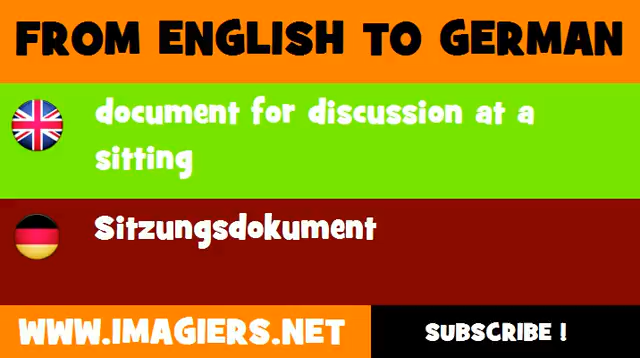 FROM ENGLISH TO GERMAN
document for discussion at a
sitting
Sitzungsdokument
WWW.IMAGIERS.NET
SUBSCRIBE !